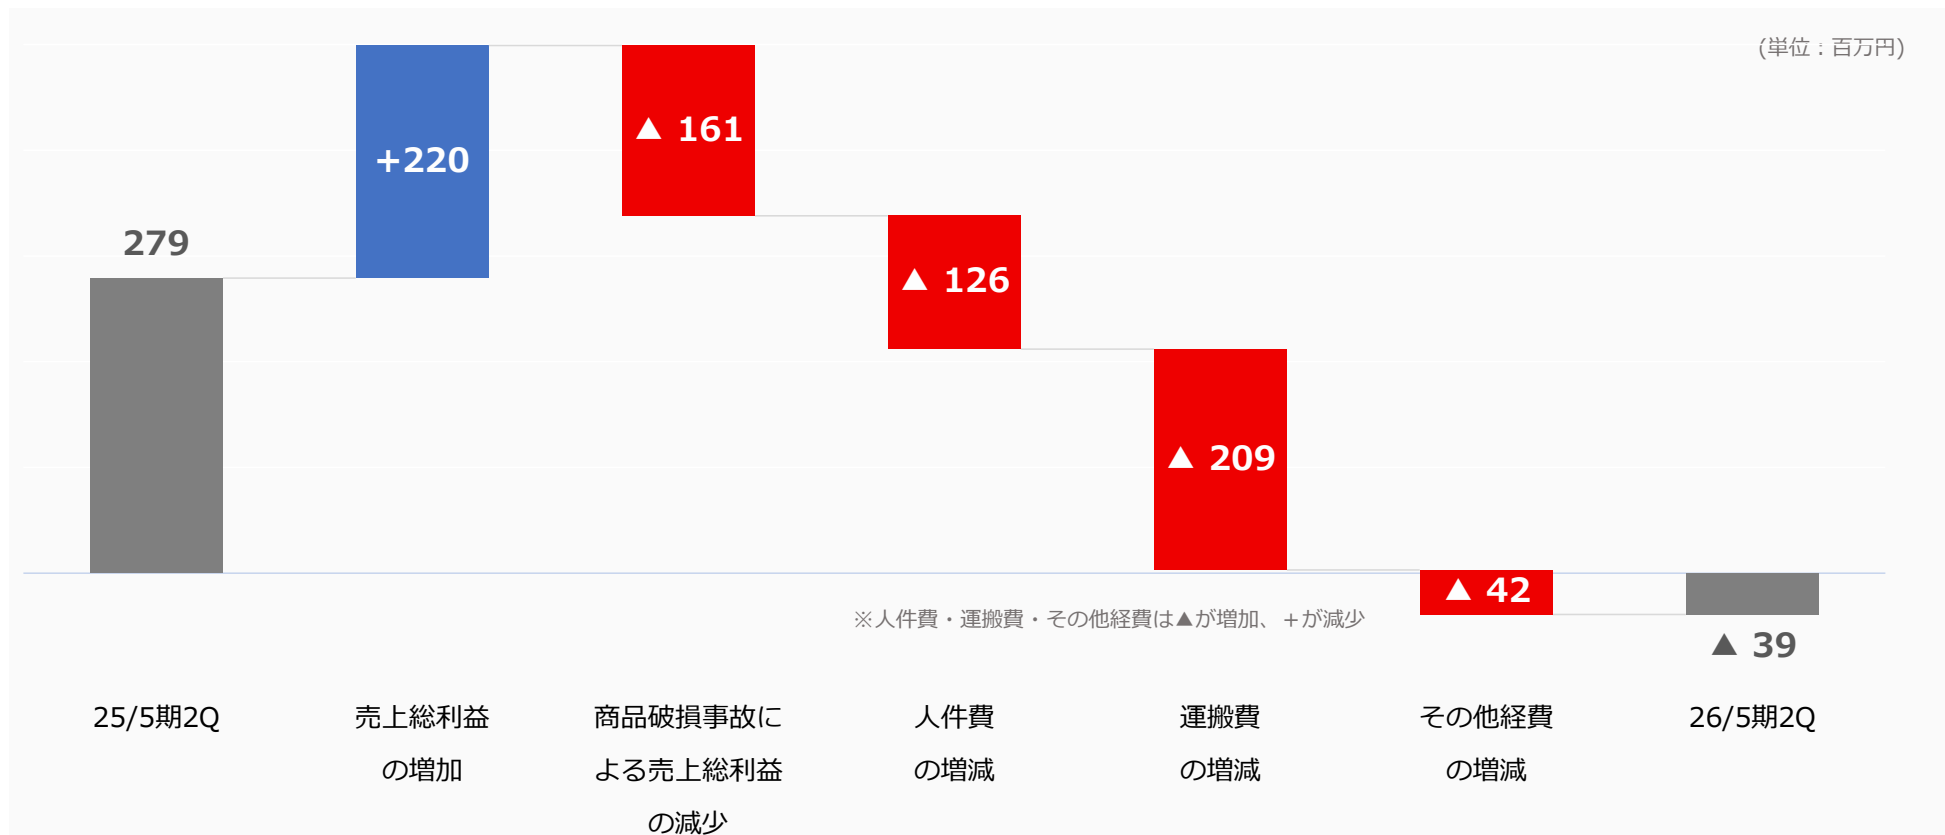 (単位：百万円)
279
+220
▲ 161
▲ 126
▲ 209
▲ 42
▲ 39
※人件費・運搬費・その他経費は▲が増加、＋が減少
25/5期2Q
売上総利益
の増加
商品破損事故に
よる売上総利益
の減少
人件費
の増減
運搬費
の増減
その他経費
の増減
26/5期2Q